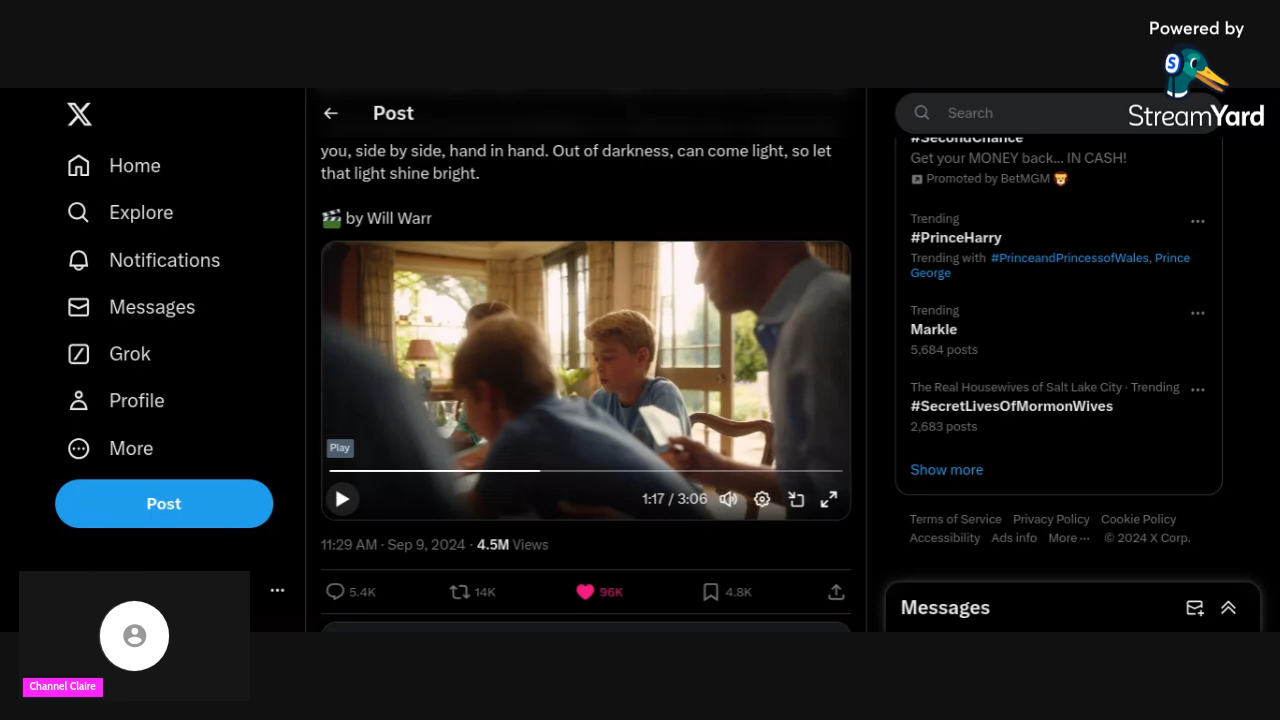 Powered by
StreamYard
Home
Explore
Notifications
Messages
Grok
Profile
More
Post
Post
you, side by side, hand in hand. Out of darkness, can come light, so let
that light shine bright.
🎬 by Will Warr
Play
1:17 / 3:06
11:29 AM · Sep 9, 2024 · 4.5M Views
5.4K
14K
96K
4.8K
Search
#SecondChance
Get your MONEY back... IN CASH!
Promoted by BetMGM 🦁
Trending
#PrinceHarry
Trending with #PrinceandPrincessofWales, Prince
George
Trending
Markle
5,684 posts
The Real Housewives of Salt Lake City · Trending
#SecretLivesOfMormonWives
2,683 posts
Show more
Terms of Service Privacy Policy Cookie Policy
Accessibility Ads info More ··· © 2024 X Corp.
Messages
Channel Claire